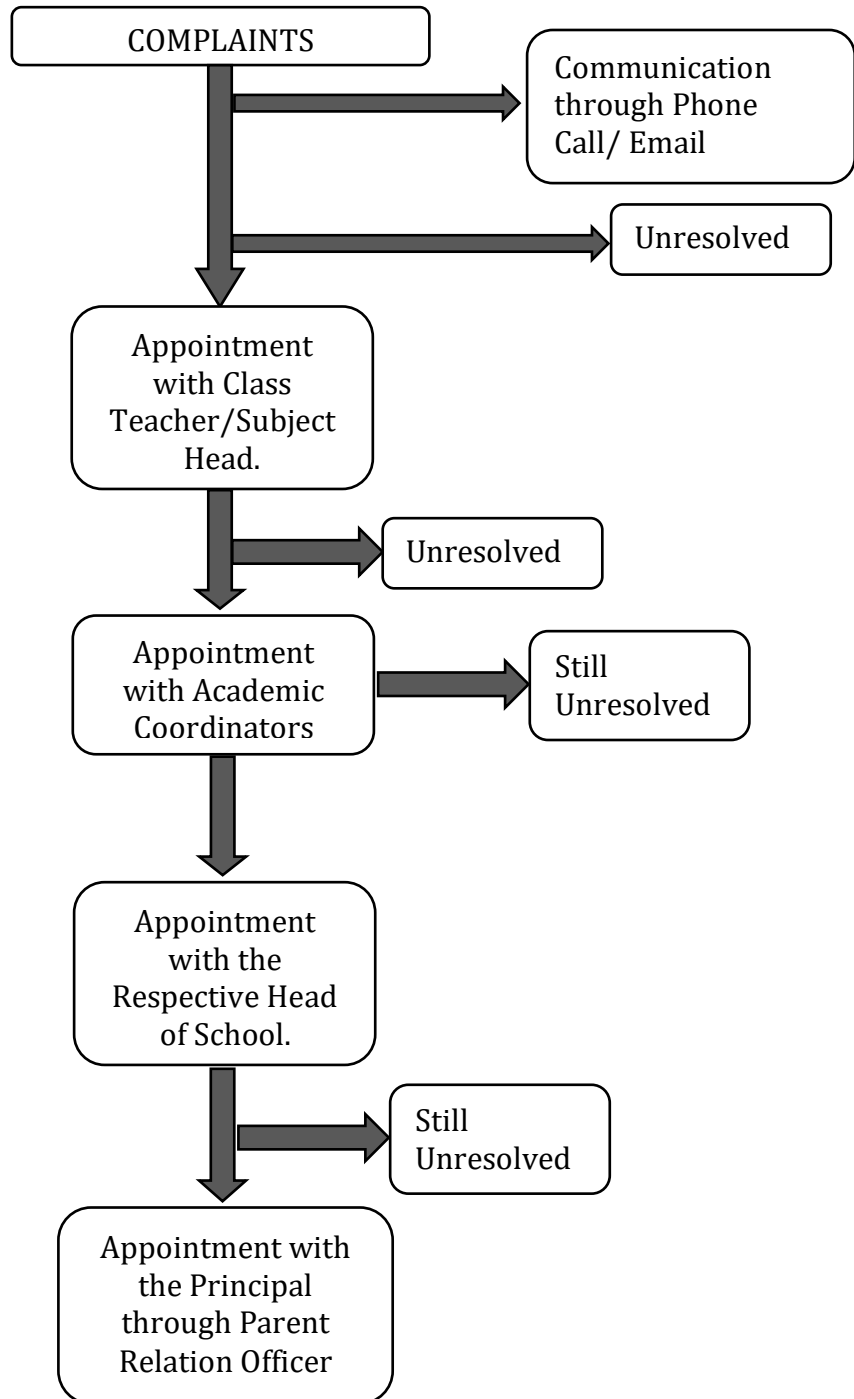 COMPLAINTS
Communication
through Phone
Call/ Email
Unresolved
Appointment
with Class
Teacher/Subject
Head.
Unresolved
Appointment
with Academic
Coordinators
Still
Unresolved
Appointment
with the
Respective Head
of School.
Still
Unresolved
Appointment with
the Principal
through Parent
Relation Officer